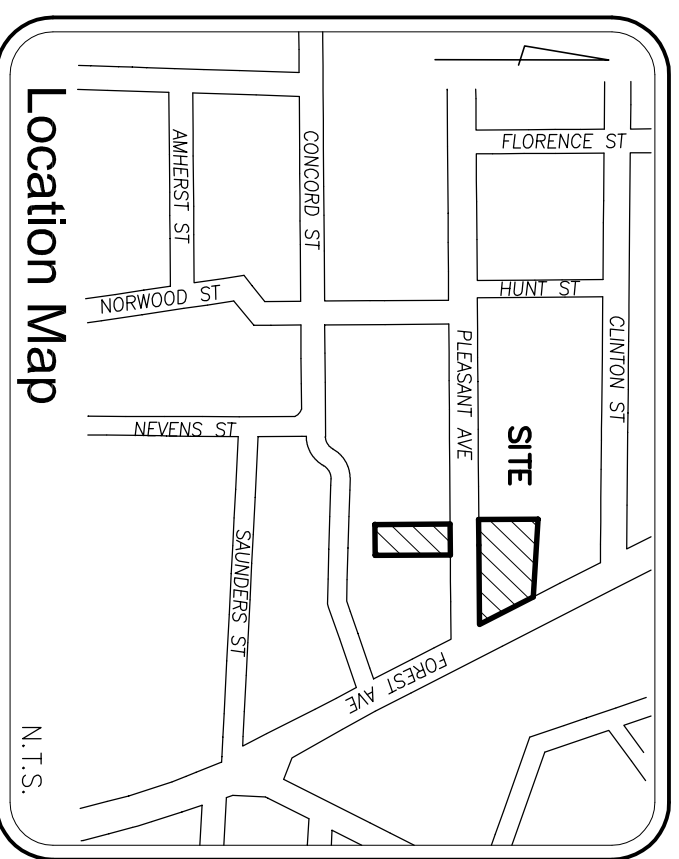 FLORENCE ST
CLINTON ST
HUNT ST
SITE
PLEASANT AVE
CONCORD ST
AMHERST ST
NORWOOD ST
NEVENS ST
SAUNDERS ST
FOREST AVE
Location Map
N.T.S.